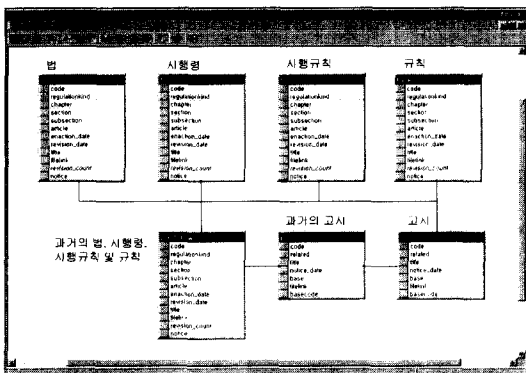 법
시행령
시행규칙
규칙
code
regulationkind
chapter
section
subsection
article
enaction_date
revision_date
title
filelink
revision_count
notice
code
regulationkind
chapter
section
subsection
article
enaction_date
revision_date
title
filelink
revision_count
notice
code
regulationkind
chapter
section
subsection
article
enaction_date
revision_date
title
filelink
revision_count
notice
code
regulationkind
chapter
section
subsection
article
enaction_date
revision_date
title
filelink
revision_count
notice
과거의 법, 시행령,
시행규칙 및 규칙
과거의 고시
고시
code
regulationkind
chapter
section
subsection
article
enaction_date
revision_date
title
filelink
revision_count
notice
code
related
title
notice_date
base
filelink
basecode
code
related
title
notice_date
base
filelink
basecode